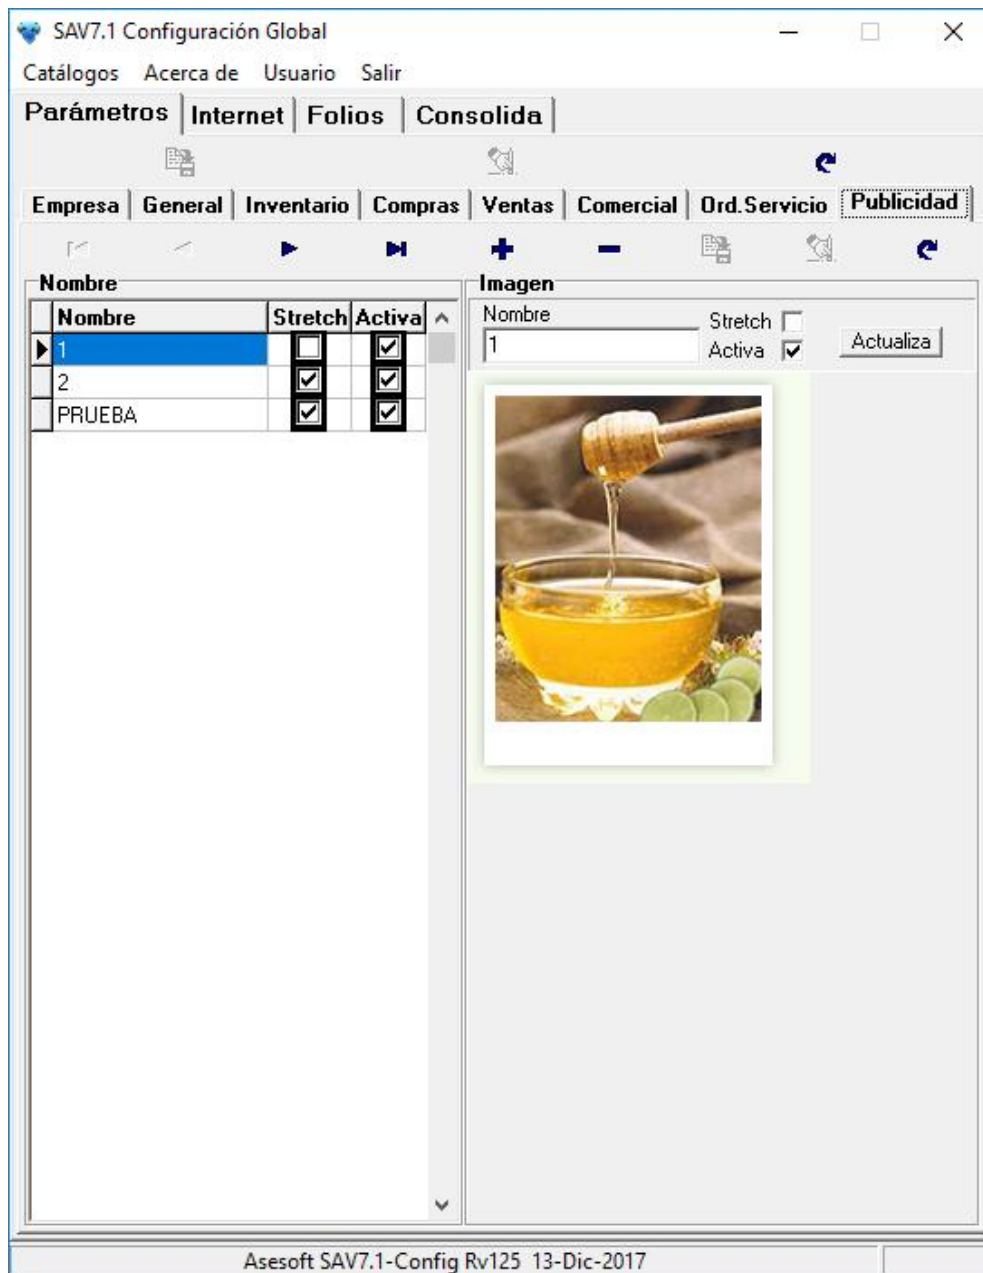 SAV7.1 Configuración Global
Catálogos Acerca de Usuario Salir
Parámetros Internet Folios Consolida
Empresa General Inventario Compras Ventas Comercial Ord.Servicio Publicidad
Nombre
Nombre Stretch Activa
1
2
PRUEBA
Imagen
Nombre
1
Stretch
Activa
Actualiza
Asesoft SAV7.1-Config Rv125 13-Dic-2017